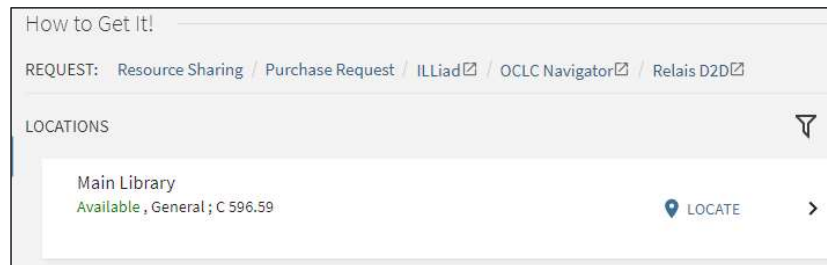 How to Get It!
REQUEST: Resource Sharing / Purchase Request / ILLiad / OCLC Navigator / Relais D2D
LOCATIONS
Main Library
Available , General ; C 596.59
LOCATE